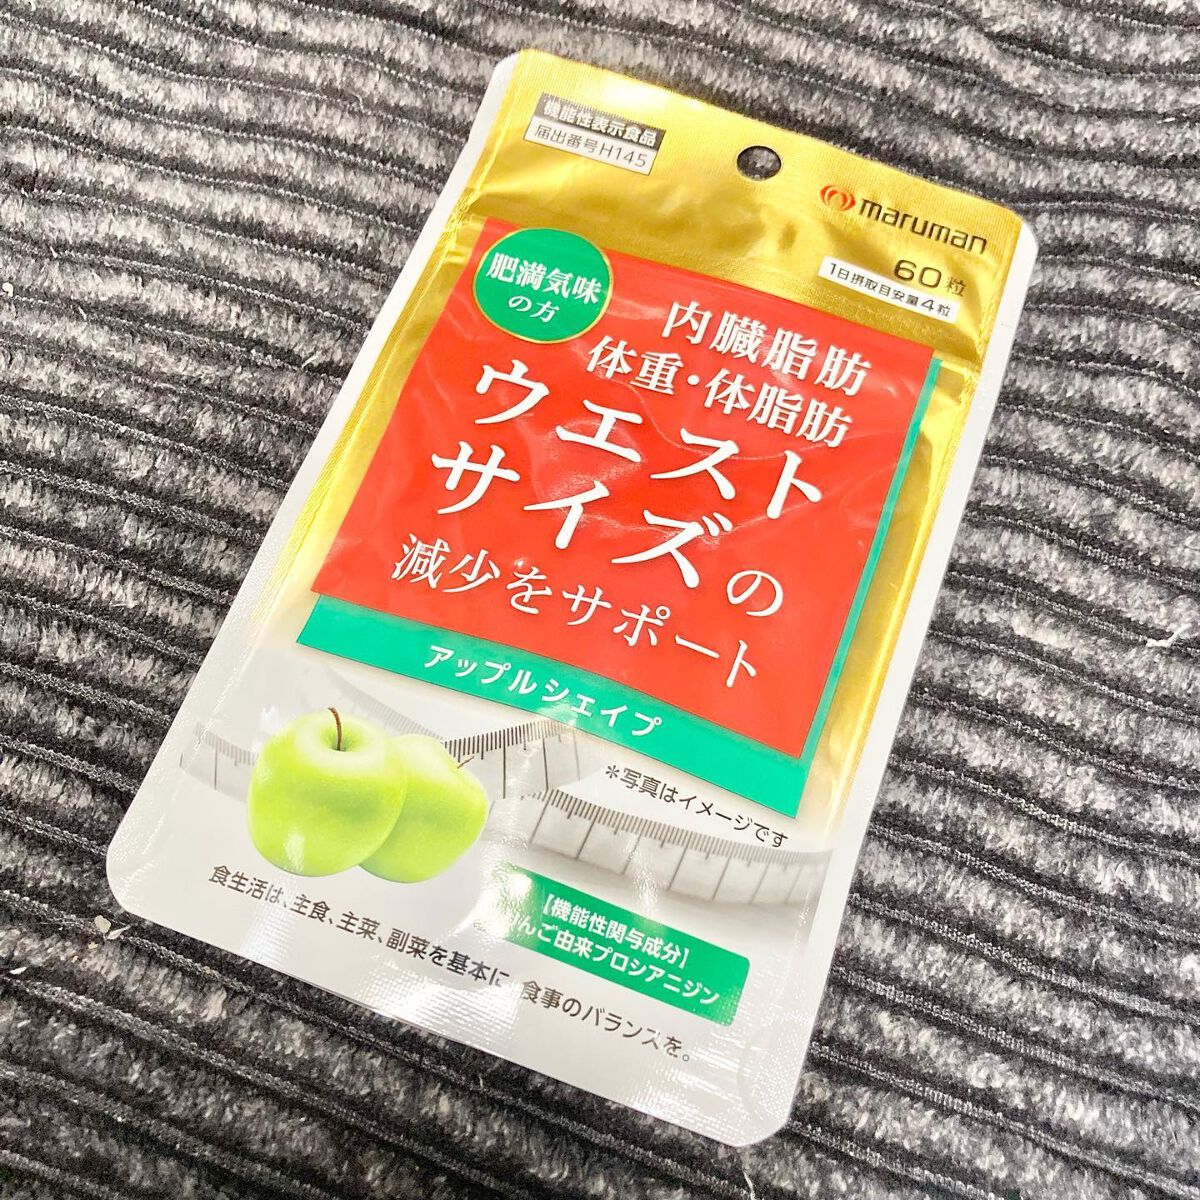 機能性表示食品
届出番号H145
maruman
60粒
1日摂取目安量4粒
肥満気味
の方
内臓脂肪
体重・体脂肪
ウエスト
サイズの
減少をサポート
アップルシェイプ
*写真はイメージです
【機能性関与成分】
りんご由来プロシアニジン
食生活は、主食、主菜、副菜を基本に、食事のバランスを。